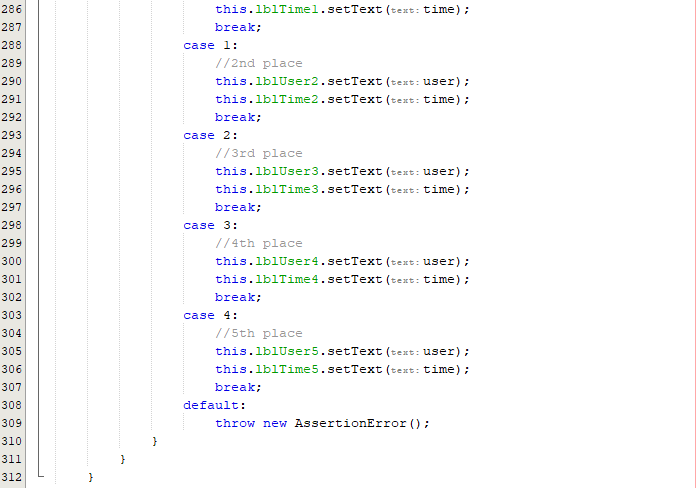 286 this.lblTime1.setText(text: time);
287 break;
288 case 1:
289 //2nd place
290 this.lblUser2.setText(text: user);
291 this.lblTime2.setText(text: time);
292 break;
293 case 2:
294 //3rd place
295 this.lblUser3.setText(text: user);
296 this.lblTime3.setText(text: time);
297 break;
298 case 3:
299 //4th place
300 this.lblUser4.setText(text: user);
301 this.lblTime4.setText(text: time);
302 break;
303 case 4:
304 //5th place
305 this.lblUser5.setText(text: user);
306 this.lblTime5.setText(text: time);
307 break;
308 default:
309 throw new AssertionError();
310 }
311 }
312 }